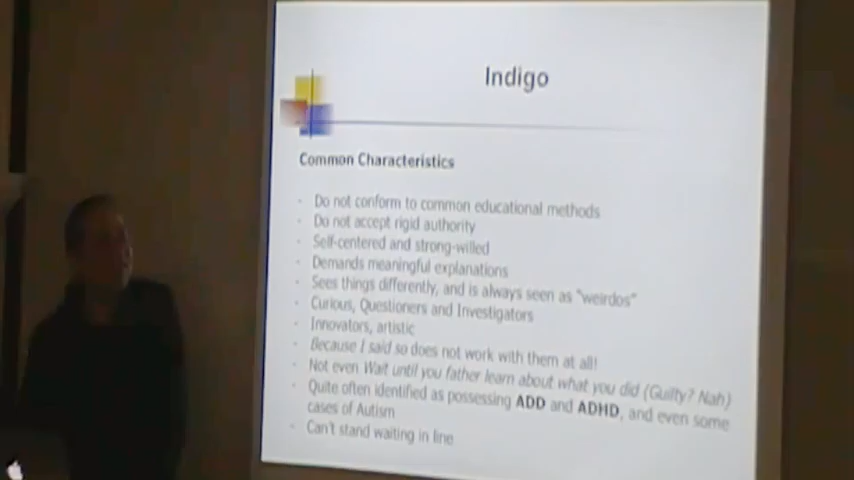 Indigo
Common Characteristics
- Do not conform to common educational methods
- Do not accept rigid authority
- Self-centered and strong-willed
- Demands meaningful explanations
- Sees things differently, and is always seen as "weirdos"
- Curious, Questioners and Investigators
- Innovators, artistic
- Because I said so does not work with them at all!
- Not even Wait until you father learn about what you did (Guilty? Nah)
- Quite often identified as possessing ADD and ADHD, and even some
cases of Autism
- Can't stand waiting in line